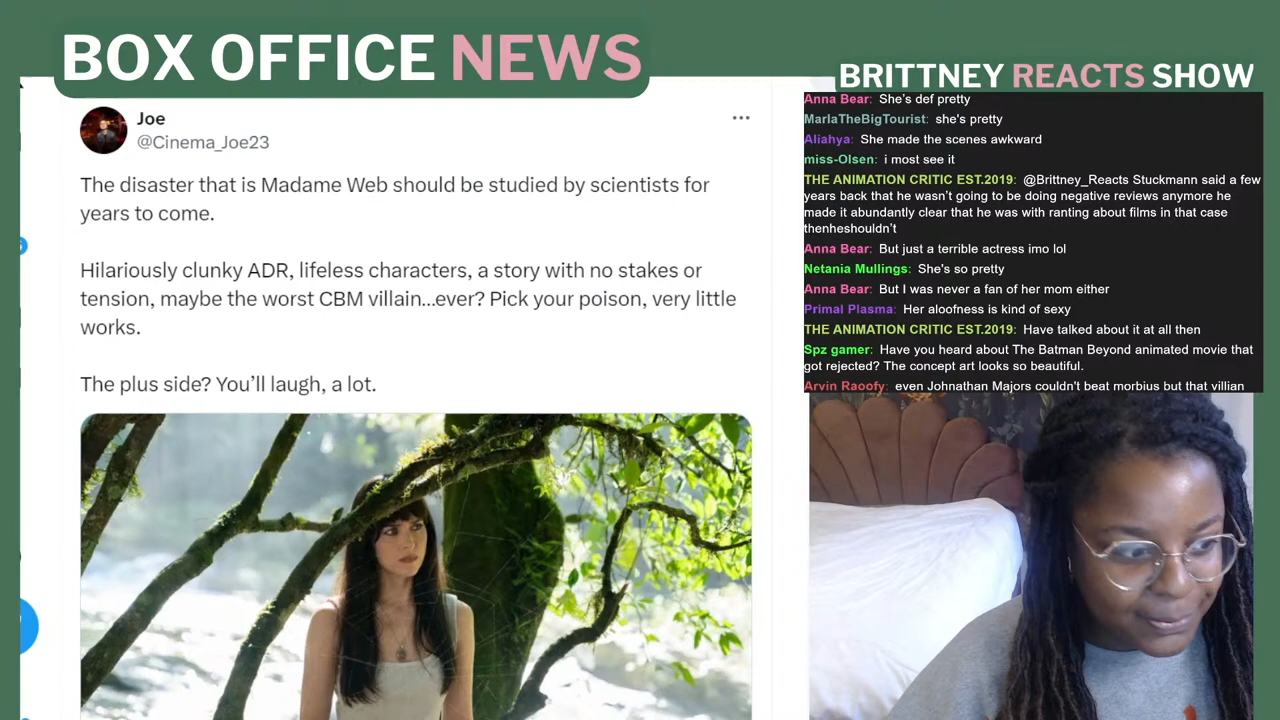 BOX OFFICE NEWS
BRITTNEY REACTS SHOW
Joe
@Cinema_Joe23
The disaster that is Madame Web should be studied by scientists for
years to come.
Hilariously clunky ADR, lifeless characters, a story with no stakes or
tension, maybe the worst CBM villain...ever? Pick your poison, very little
works.
The plus side? You’ll laugh, a lot.
Anna Bear: She's def pretty
MarlaTheBigTourist: she's pretty
Aliahya: She made the scenes awkward
miss-Olsen: i most see it
THE ANIMATION CRITIC EST.2019: @Brittney_Reacts Stuckmann said a few
years back that he wasn’t going to be doing negative reviews anymore he
made it abundantly clear that he was with ranting about films in that case
thenheshouldn’t
Anna Bear: But just a terrible actress imo lol
Netania Mullings: She's so pretty
Anna Bear: But I was never a fan of her mom either
Primal Plasma: Her aloofness is kind of sexy
THE ANIMATION CRITIC EST.2019: Have talked about it at all then
Spz gamer: Have you heard about The Batman Beyond animated movie that
got rejected? The concept art looks so beautiful.
Arvin Raoofy: even Johnathan Majors couldn't beat morbius but that villian